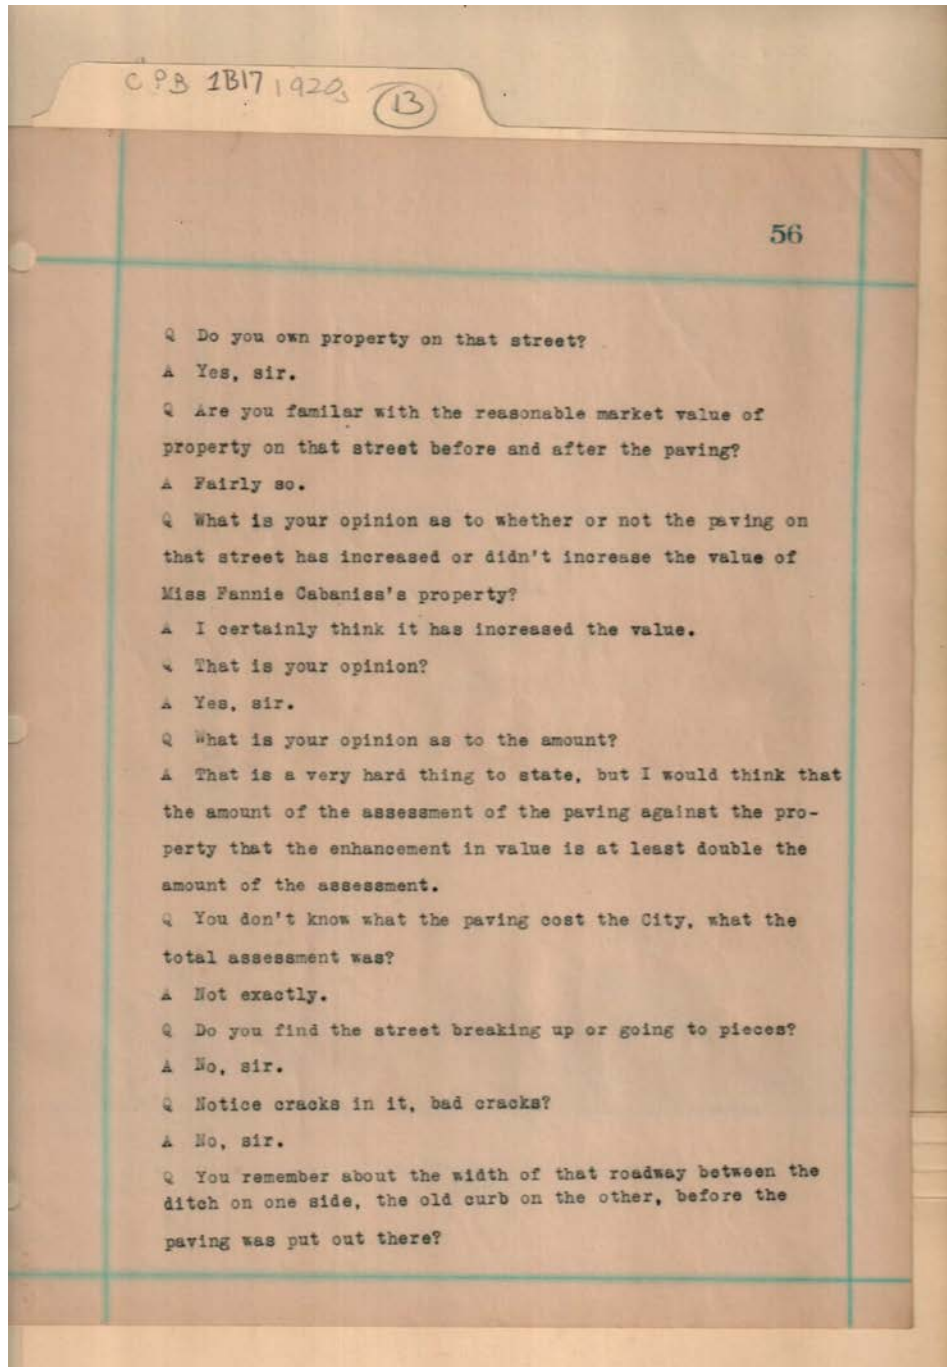 CPB 1B17 1920s 13
56
Q Do you own property on that street?
A Yes, sir.
Q Are you familar with the reasonable market value of
property on that street before and after the paving?
A Fairly so.
Q What is your opinion as to whether or not the paving on
that street has increased or didn't increase the value of
Miss Fannie Cabaniss's property?
A I certainly think it has increased the value.
Q That is your opinion?
A Yes, sir.
Q What is your opinion as to the amount?
A That is a very hard thing to state, but I would think that
the amount of the assessment of the paving against the pro-
perty that the enhancement in value is at least double the
amount of the assessment.
Q You don't know what the paving cost the City, what the
total assessment was?
A Not exactly.
Q Do you find the street breaking up or going to pieces?
A No, sir.
Q Notice cracks in it, bad cracks?
A No, sir.
Q You remember about the width of that roadway between the
ditch on one side, the old curb on the other, before the
paving was put out there?